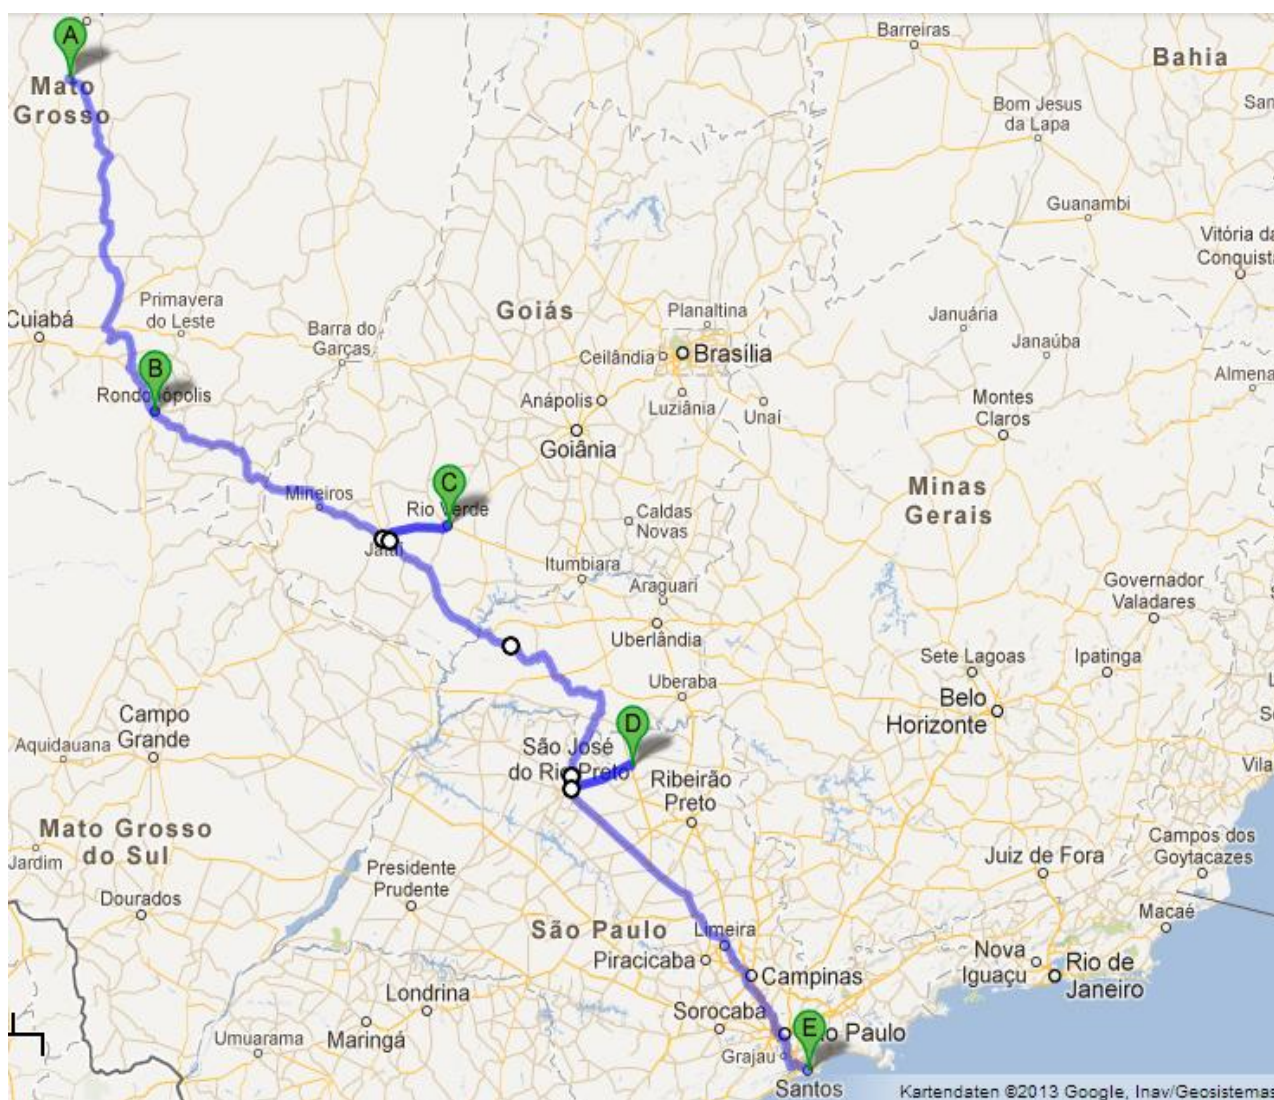 A
Barreiras
Bahia
Mato
Grosso
Bom Jesus
da Lapa
San
Guanambi
Vitória da
Conquista
Primavera
do Leste
Goiás
Planaltina
Januária
Cuiabá
Barra do
Garças
Ceilândia
Brasília
Janaúba
B
Rondonópolis
Anápolis
Luziânia
Unaí
Montes
Claros
Almena
Goiânia
C
Mineiros
Rio Verde
Minas
Gerais
Caldas
Novas
Jataí
Itumbiara
Araguari
Governador
Valadares
Uberlândia
Sete Lagoas
Ipatinga
Uberaba
Belo
Horizonte
Campo
Grande
D
Aquidauana
São José
do Rio Preto
Ribeirão
Preto
Vila
Mato Grosso
do Sul
Jardim
Campos dos
Goytacazes
Juiz de Fora
Presidente
Prudente
Dourados
Macaé
São Paulo
Limeira
Piracicaba
Campinas
Nova
Iguaçu
Rio de
Janeiro
Londrina
Sorocaba
E
São Paulo
Umuarama
Maringá
Grajau
Santos
Kartendaten ©2013 Google, Inav/Geosistemas